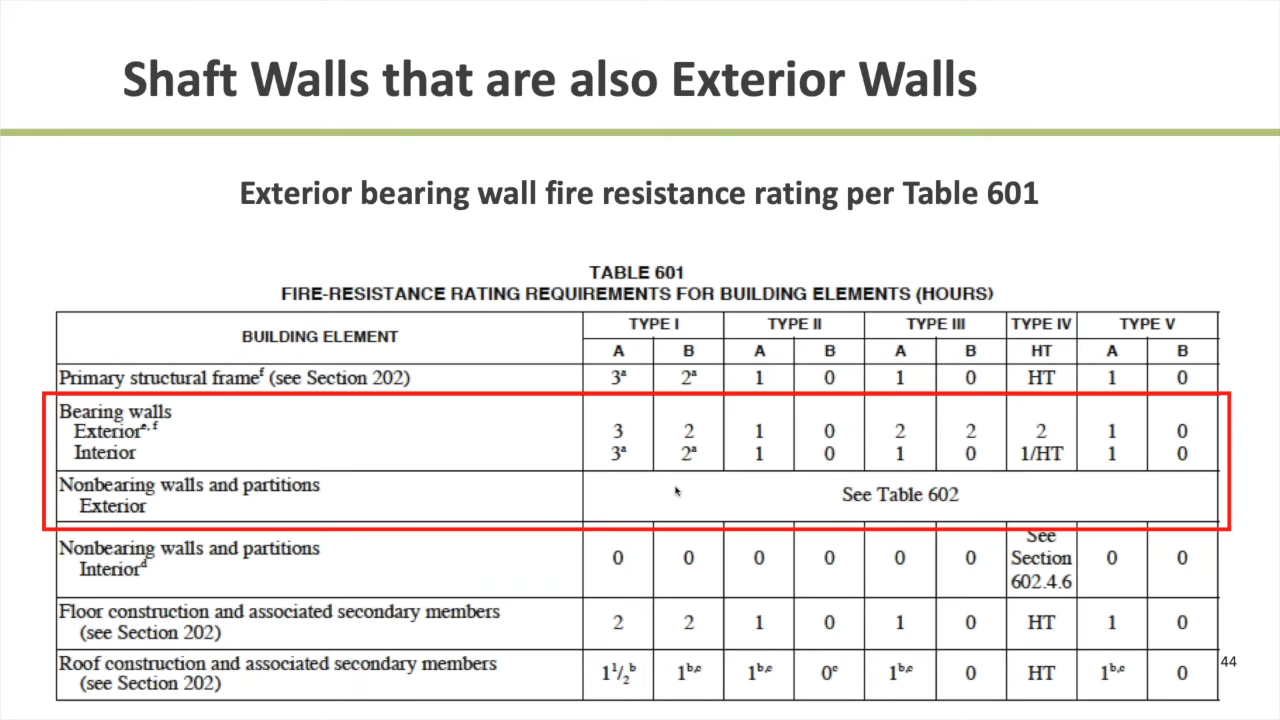 Shaft Walls that are also Exterior Walls
Exterior bearing wall fire resistance rating per Table 601
TABLE 601
FIRE-RESISTANCE RATING REQUIREMENTS FOR BUILDING ELEMENTS (HOURS)
BUILDING ELEMENT TYPE I TYPE II TYPE III TYPE IV TYPE V
A B A B A B HT A B
Primary structural frameᶠ (see Section 202) 3ᵃ 2ᵃ 1 0 1 0 HT 1 0
Bearing walls
Exteriorᵉ, ᶠ 3 2 1 0 2 2 2 1 0
Interior 3ᵃ 2ᵃ 1 0 1 0 1/HT 1 0
Nonbearing walls and partitions
Exterior See Table 602
Nonbearing walls and partitions
Interiorᵈ 0 0 0 0 0 0 See Section 602.4.6 0 0
Floor construction and associated secondary members
(see Section 202) 2 2 1 0 1 0 HT 1 0
Roof construction and associated secondary members
(see Section 202) 1¹/₂ᵇ 1ᵇ,ᶜ 1ᵇ,ᶜ 0ᶜ 1ᵇ,ᶜ 0 HT 1ᵇ,ᶜ 0
44